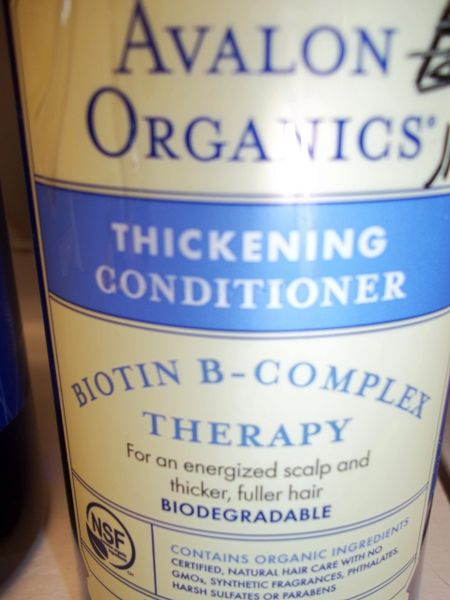 AVALON
ORGANICS®
THICKENING
CONDITIONER
BIOTIN B-COMPLEX
THERAPY
For an energized scalp and
thicker, fuller hair
BIODEGRADABLE
NSF
CONTAINS ORGANIC INGREDIENTS
CERTIFIED, NATURAL HAIR CARE WITH NO
GMOs, SYNTHETIC FRAGRANCES, PHTHALATES,
HARSH SULFATES OR PARABENS